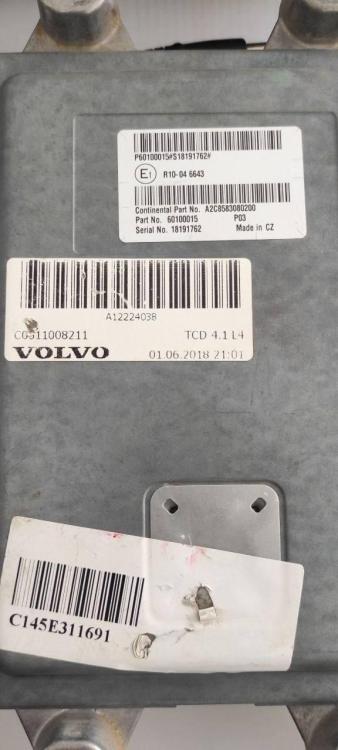 P60100015#S18191762#
E1
R10-04 6643
Continental Part No. A2C8583080200
Part No. 60100015 P03
Serial No. 18191762 Made in CZ
A12224038
TCD 4.1 L4
VOLVO 01.06.2018 21:01
C145E311691